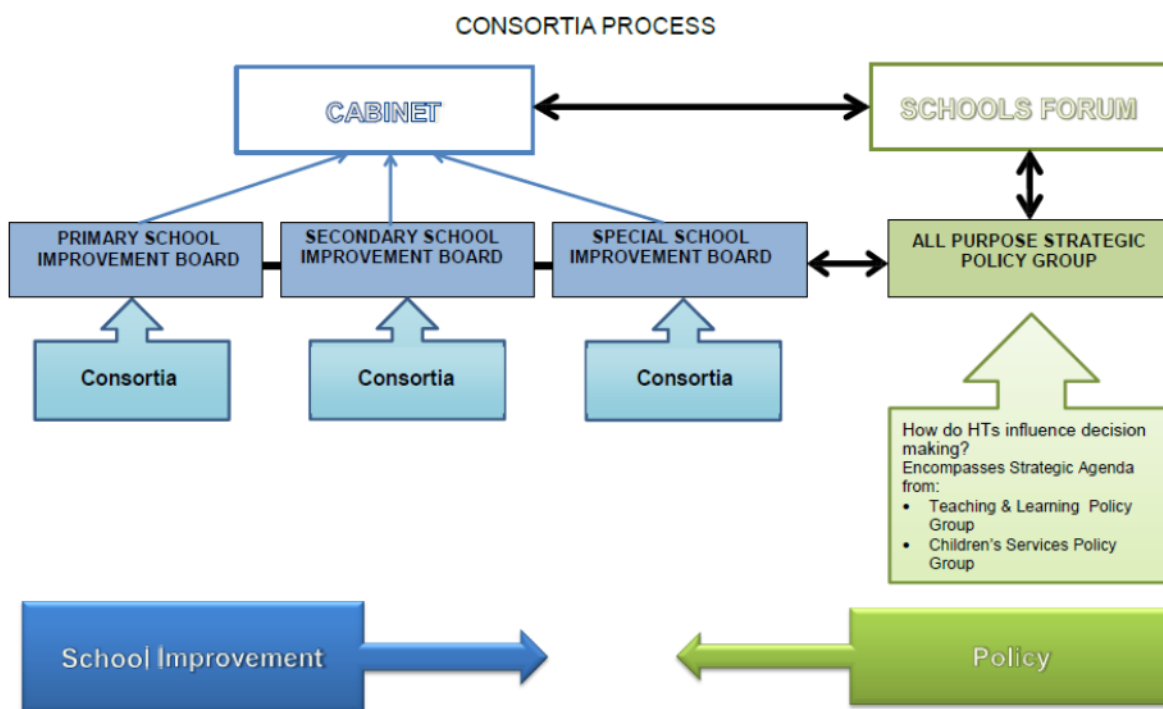 CONSORTIA PROCESS
CABINET
SCHOOLS FORUM
PRIMARY SCHOOL
IMPROVEMENT BOARD
SECONDARY SCHOOL
IMPROVEMENT BOARD
SPECIAL SCHOOL
IMPROVEMENT BOARD
ALL PURPOSE STRATEGIC
POLICY GROUP
Consortia
Consortia
Consortia
How do HTs influence decision
making?
Encompasses Strategic Agenda
from:
• Teaching & Learning Policy
Group
• Children's Services Policy
Group
School Improvement
Policy